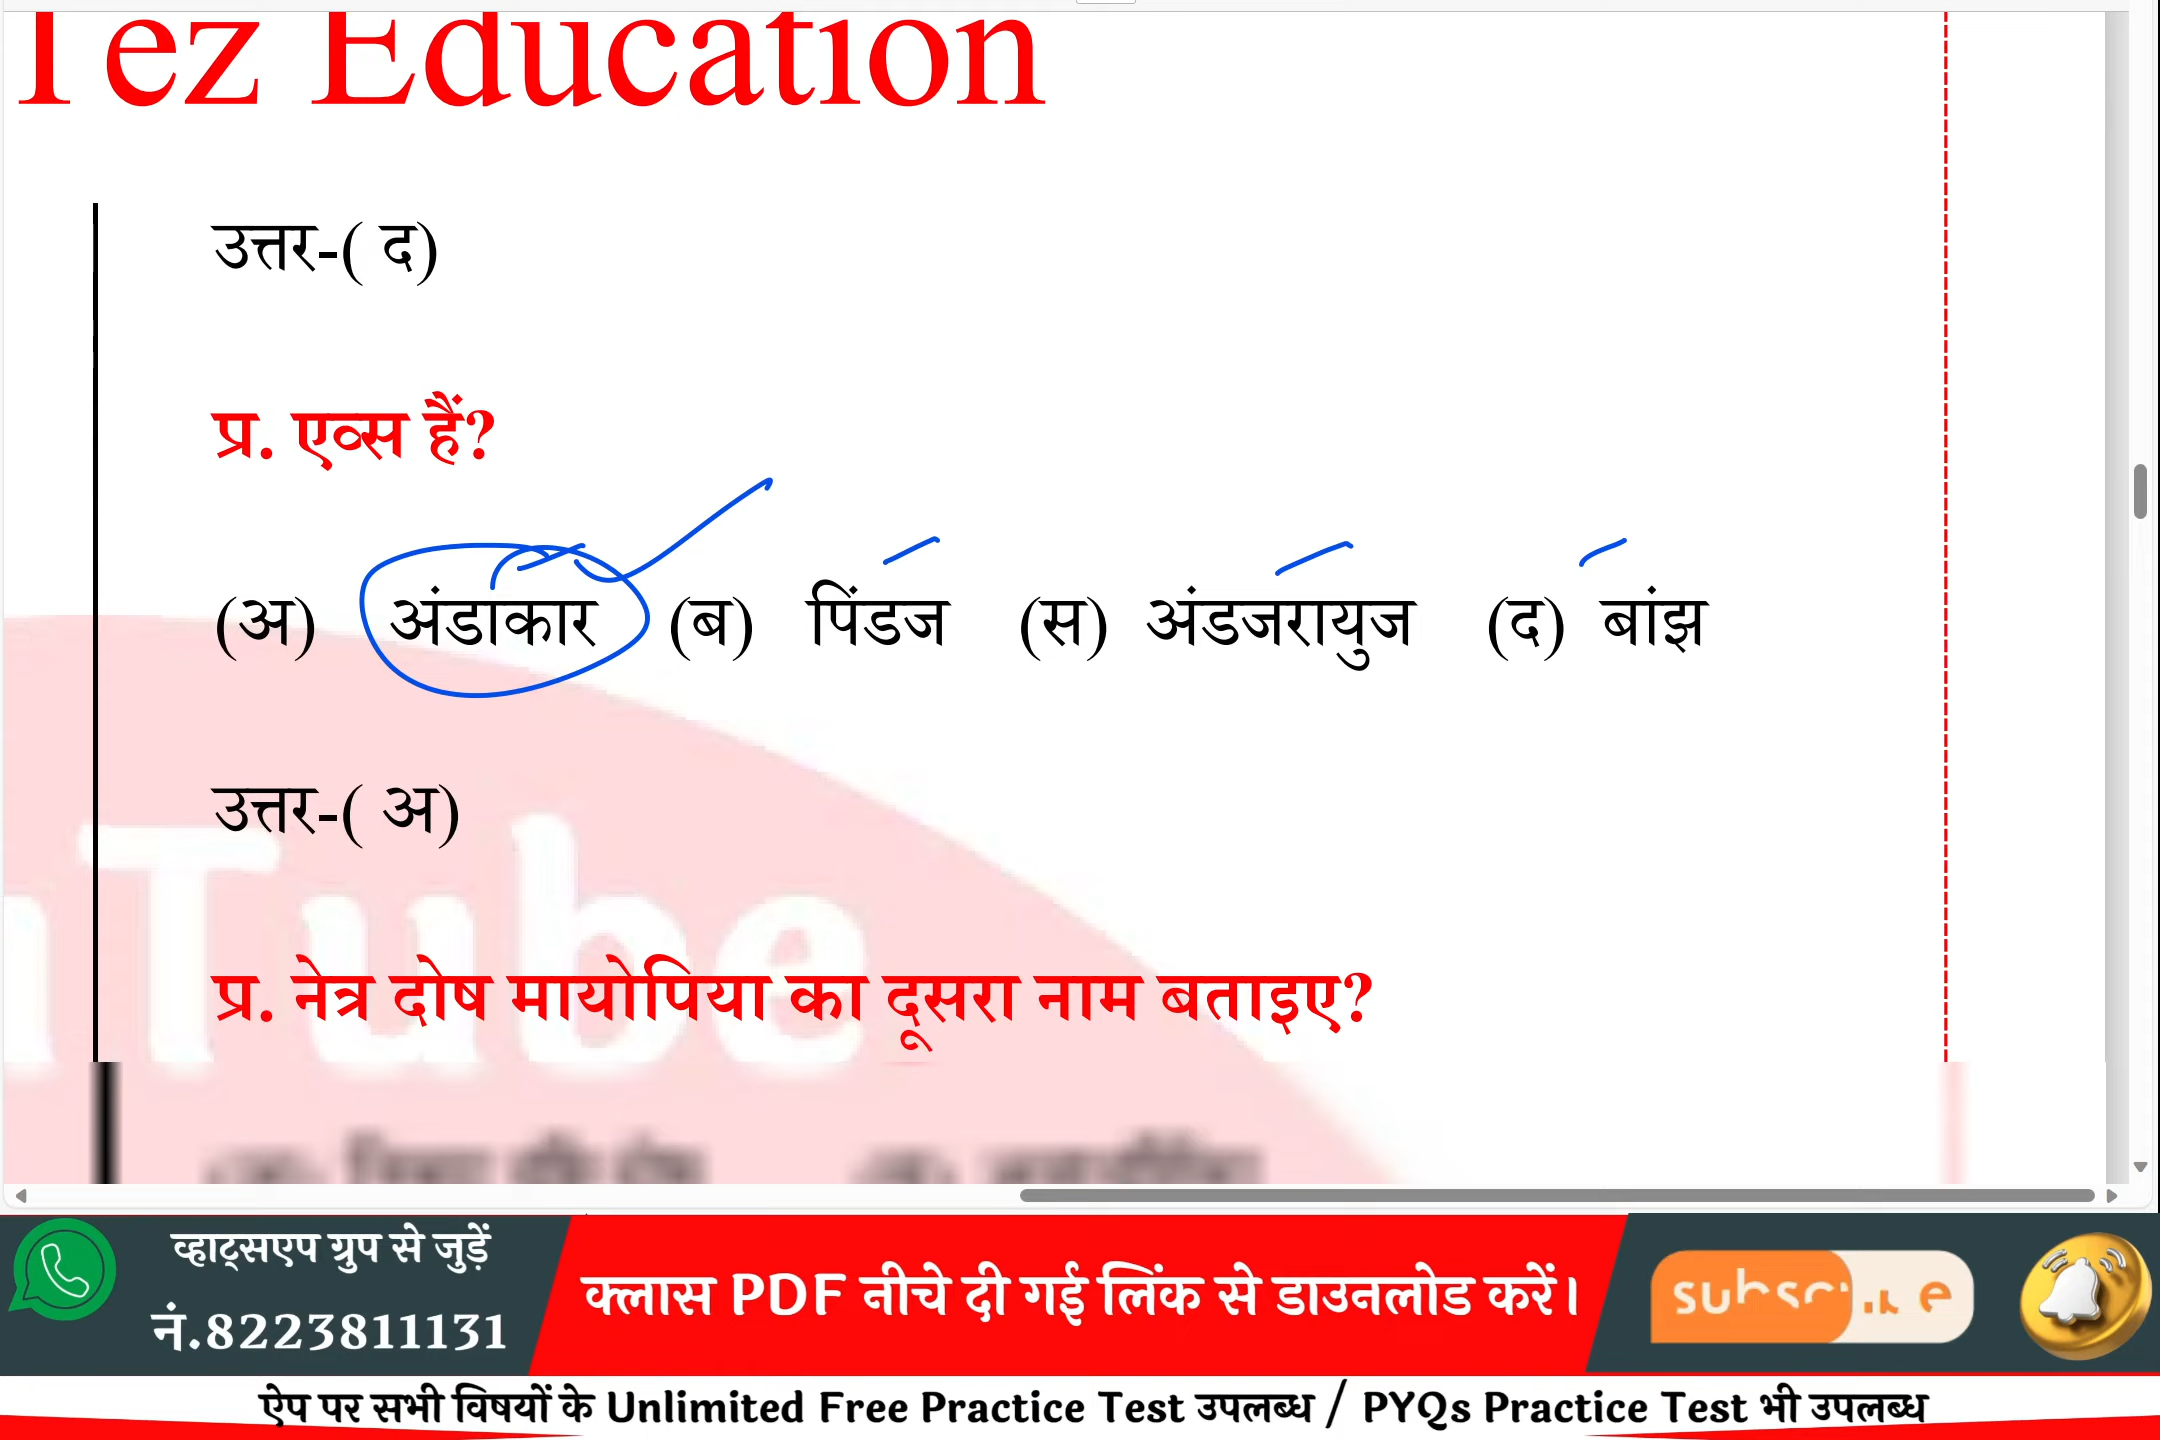 Tez Education
उत्तर-( द)
प्र. एव्स हैं?
(अ) अंडाकार (ब) पिंडज (स) अंडजरायुज (द) बांझ
उत्तर-( अ)
uTube
प्र. नेत्र दोष मायोपिया का दूसरा नाम बताइए?
व्हाट्सएप ग्रुप से जुड़ें
नं.8223811131
क्लास PDF नीचे दी गई लिंक से डाउनलोड करें।
ऐप पर सभी विषयों के Unlimited Free Practice Test उपलब्ध / PYQs Practice Test भी उपलब्ध